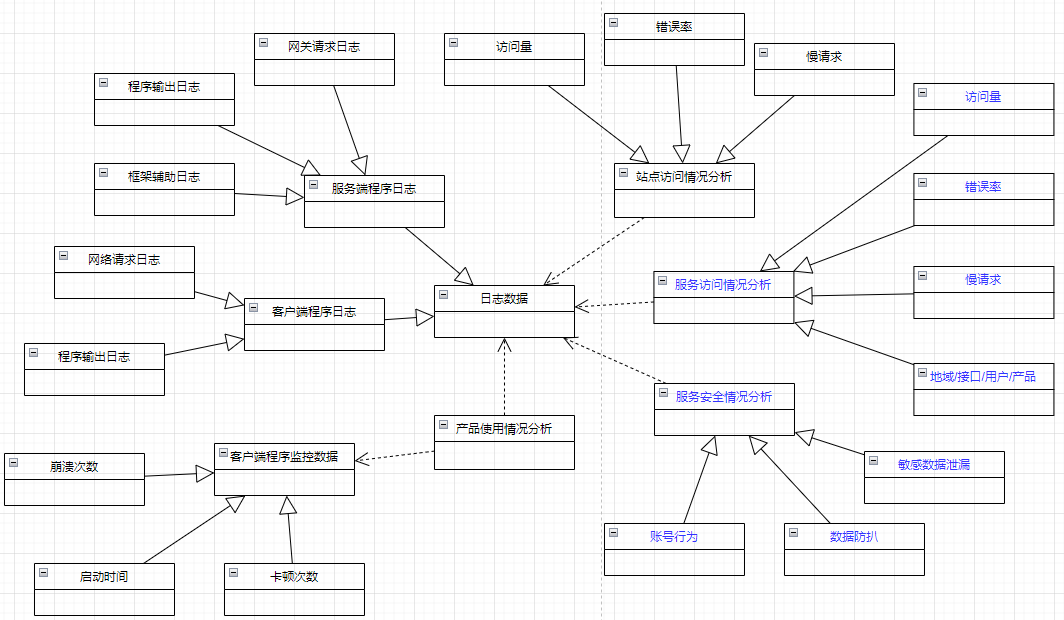 错误率
网关请求日志
访问量
慢请求
程序输出日志
访问量
框架辅助日志
服务端程序日志
站点访问情况分析
错误率
网络请求日志
日志数据
服务访问情况分析
慢请求
客户端程序日志
程序输出日志
地域/接口/用户/产品
服务安全情况分析
产品使用情况分析
客户端程序监控数据
崩溃次数
敏感数据泄漏
账号行为
数据防扒
启动时间
卡顿次数